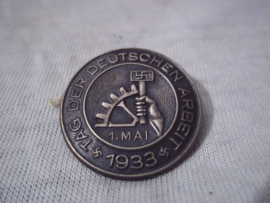 TAG DER DEUTSCHEN ARBEIT
1. MAI
1933